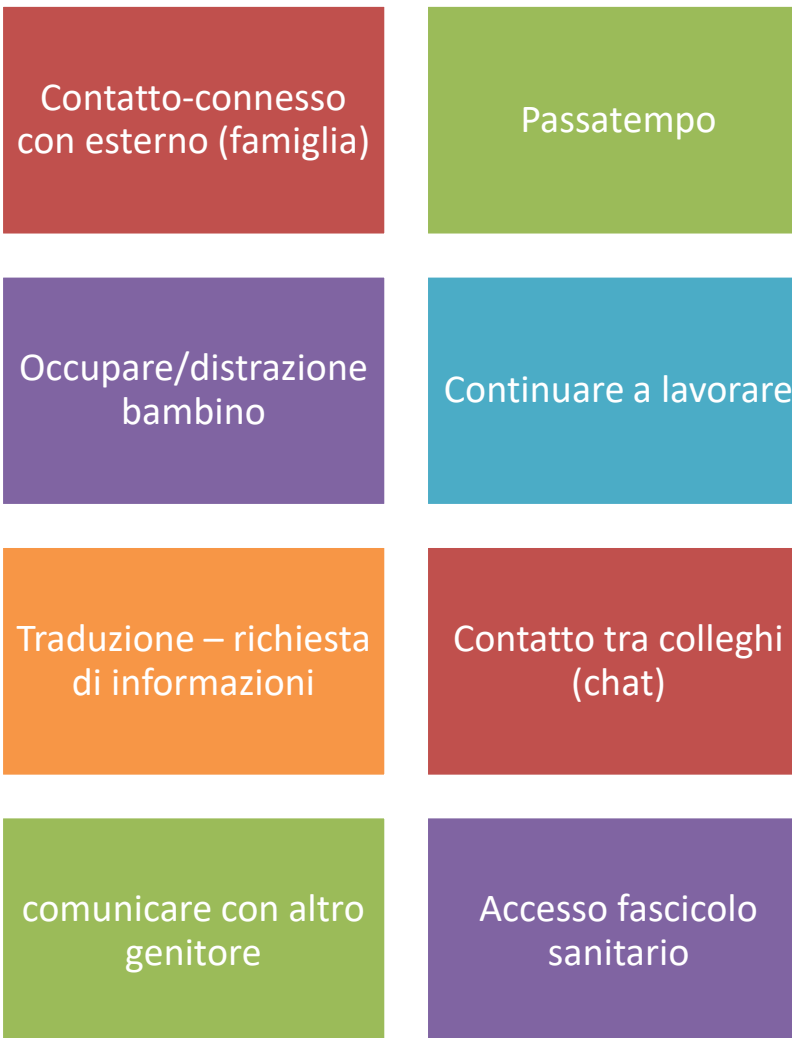 Contatto-connesso
con esterno (famiglia)
Passatempo
Occupare/distrazione
bambino
Continuare a lavorare
Traduzione – richiesta
di informazioni
Contatto tra colleghi
(chat)
comunicare con altro
genitore
Accesso fascicolo
sanitario